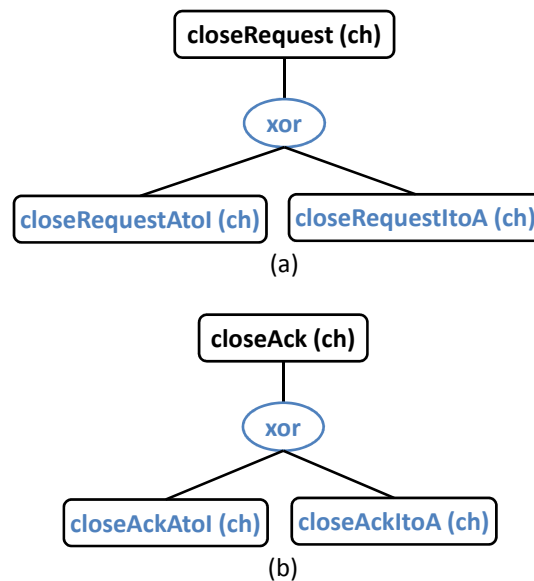 closeRequest (ch)
xor
closeRequestAtoI (ch)
closeRequestItoA (ch)
(a)
closeAck (ch)
xor
closeAckAtoI (ch)
closeAckItoA (ch)
(b)